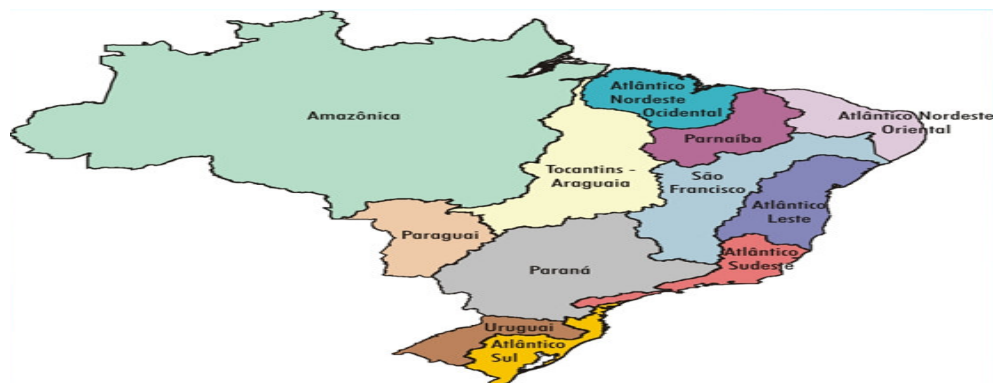 Atlântico
Nordeste
Ocidental
Amazônica
Atlântico Nordeste
Oriental
Parnaíba
Tocantins -
Araguaia
São
Francisco
Atlântico
Leste
Paraguai
Atlântico
Sudeste
Paraná
Uruguai
Atlântico
Sul